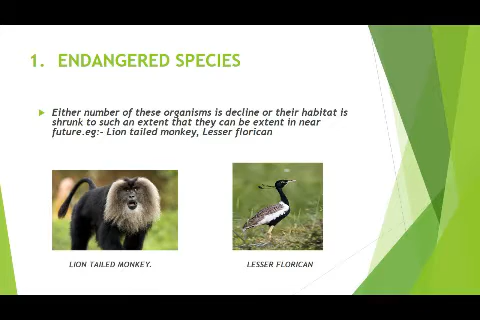 1. ENDANGERED SPECIES
Either number of these organisms is decline or their habitat is
shrunk to such an extent that they can be extent in near
future.eg:- Lion tailed monkey, Lesser florican
LION TAILED MONKEY.
LESSER FLORICAN